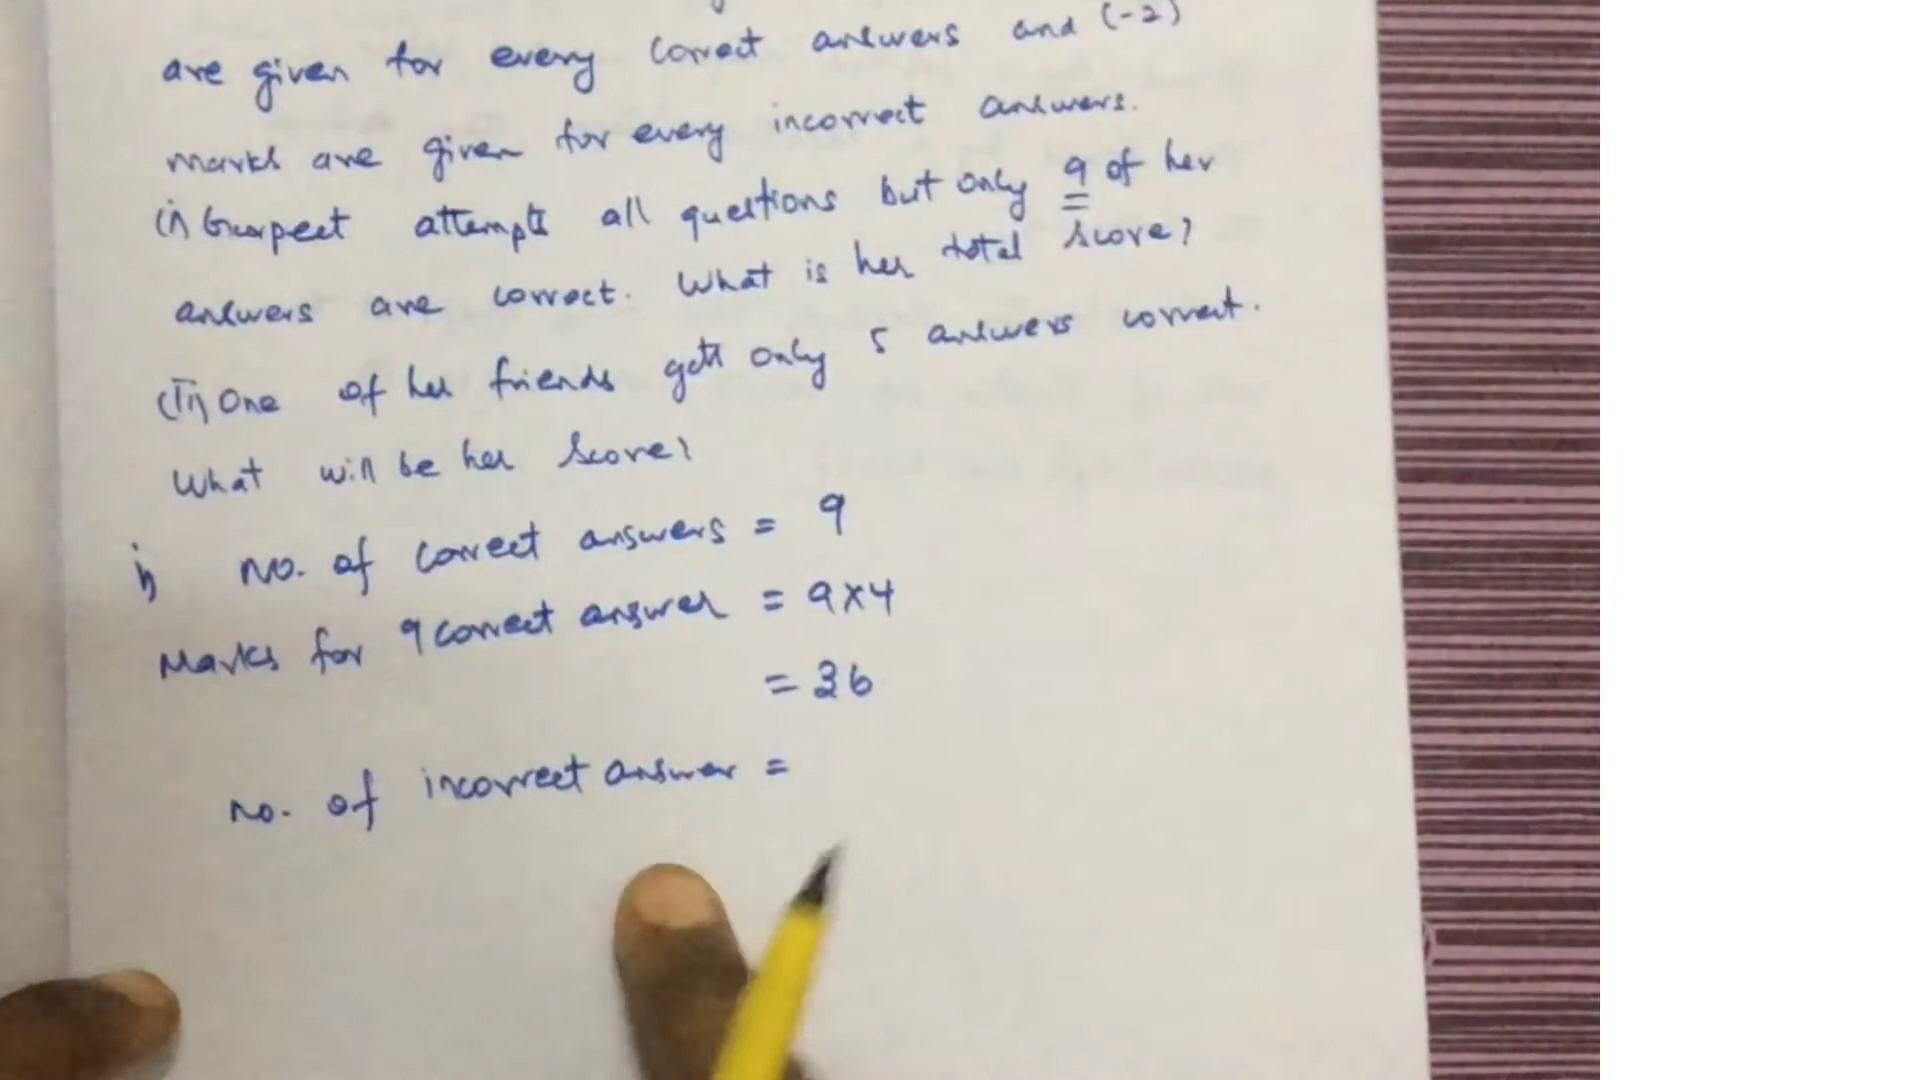 are given for every correct answers and (-2)
marks are given for every incorrect answers.
(i) Gurpeet attempts all questions but only 9 of her
answers are correct. What is her total score?
(ii) One of her friends gets only 5 answers correct.
What will be her score?
i) No. of correct answers = 9
Marks for 9 correct answer = 9x4
= 36
No. of incorrect answer =